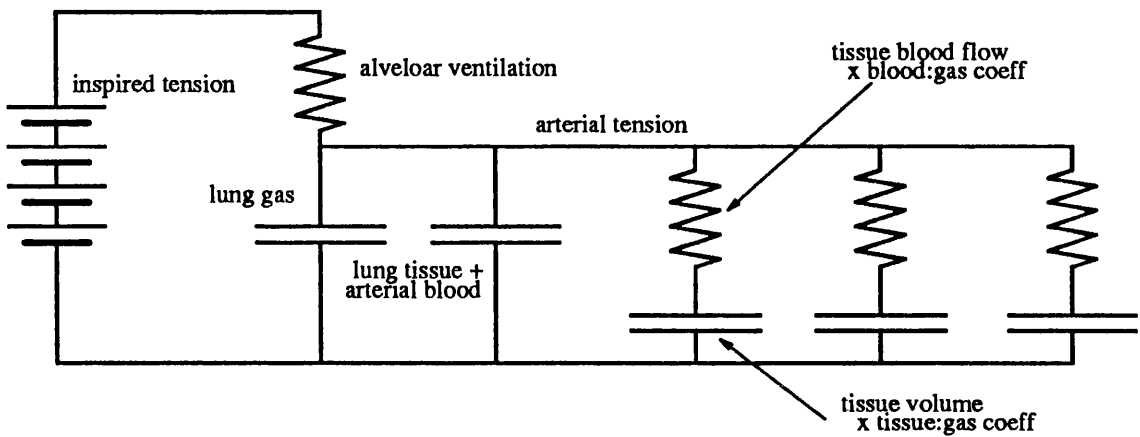 inspired tension
alveloar ventilation
tissue blood flow
x blood:gas coeff
arterial tension
lung gas
lung tissue +
arterial blood
tissue volume
x tissue:gas coeff